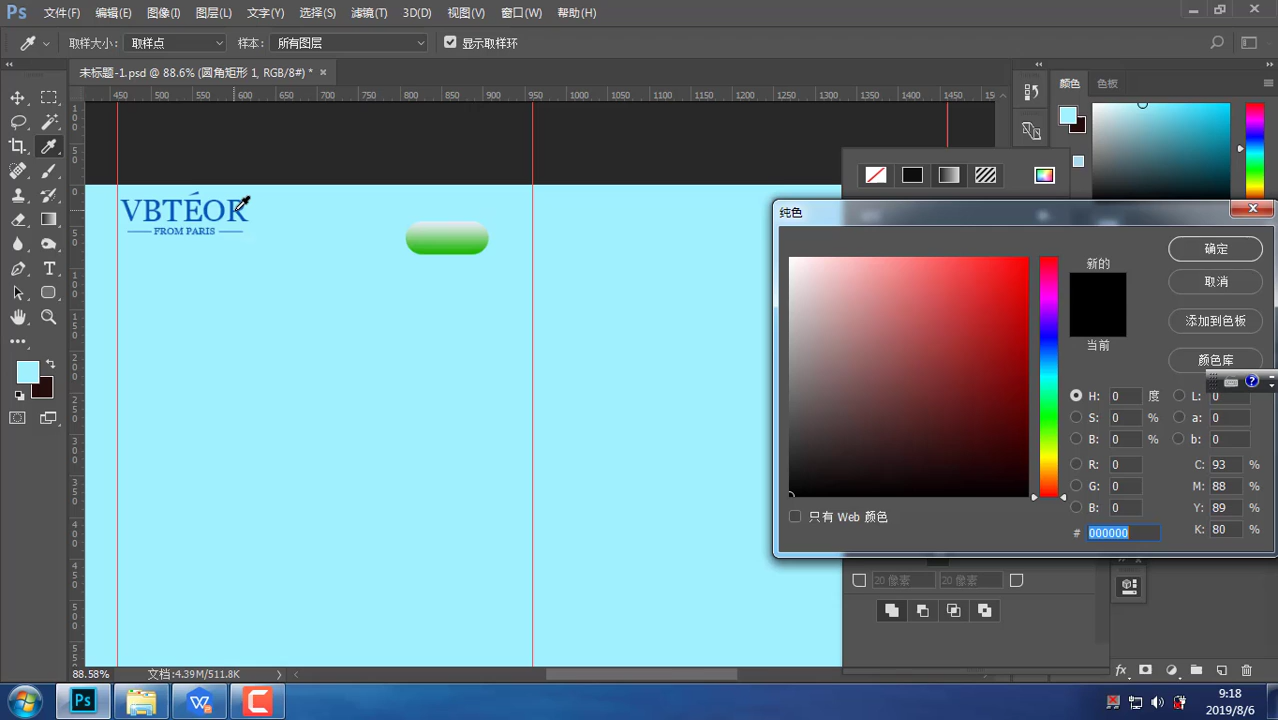 Ps 文件(F) 编辑(E) 图像(I) 图层(L) 文字(Y) 选择(S) 滤镜(T) 3D(D) 视图(V) 窗口(W) 帮助(H)
取样大小: 取样点 样本: 所有图层 显示取样环
未标题-1.psd @ 88.6% (圆角矩形 1, RGB/8#) * ×
颜色 色板
450 500 550 600 650 700 750 800 850 900 950 1000 1050 1100 1150 1200 1250 1300 1350 1400 1450
VBTÉOR
FROM PARIS
纯色
确定
新的
取消
添加到色板
当前
颜色库
H: 0 度 L: 0
S: 0 % a: 0
B: 0 % b: 0
R: 0 C: 93 %
G: 0 M: 88 %
B: 0 Y: 89 %
# 000000 K: 80 %
只有 Web 颜色
20 像素 20 像素
88.58% 文档:4.39M/511.8K
fx
Ps
9:18
2019/8/6